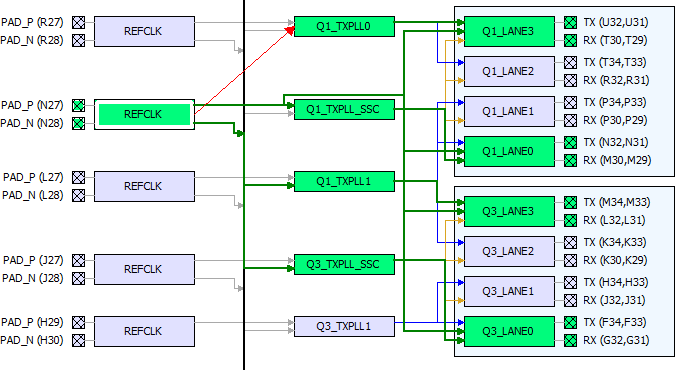 PAD_P (R27)
PAD_N (R28)
REFCLK
Q1_TXPLL0
Q1_LANE3
TX (U32,U31)
RX (T30,T29)
Q1_LANE2
TX (T34,T33)
RX (R32,R31)
PAD_P (N27)
PAD_N (N28)
REFCLK
Q1_TXPLL_SSC
Q1_LANE1
TX (P34,P33)
RX (P30,P29)
Q1_LANE0
TX (N32,N31)
RX (M30,M29)
PAD_P (L27)
PAD_N (L28)
REFCLK
Q1_TXPLL1
Q3_LANE3
TX (M34,M33)
RX (L32,L31)
Q3_LANE2
TX (K34,K33)
RX (K30,K29)
PAD_P (J27)
PAD_N (J28)
REFCLK
Q3_TXPLL_SSC
Q3_LANE1
TX (H34,H33)
RX (J32,J31)
PAD_P (H29)
PAD_N (H30)
REFCLK
Q3_TXPLL1
Q3_LANE0
TX (F34,F33)
RX (G32,G31)